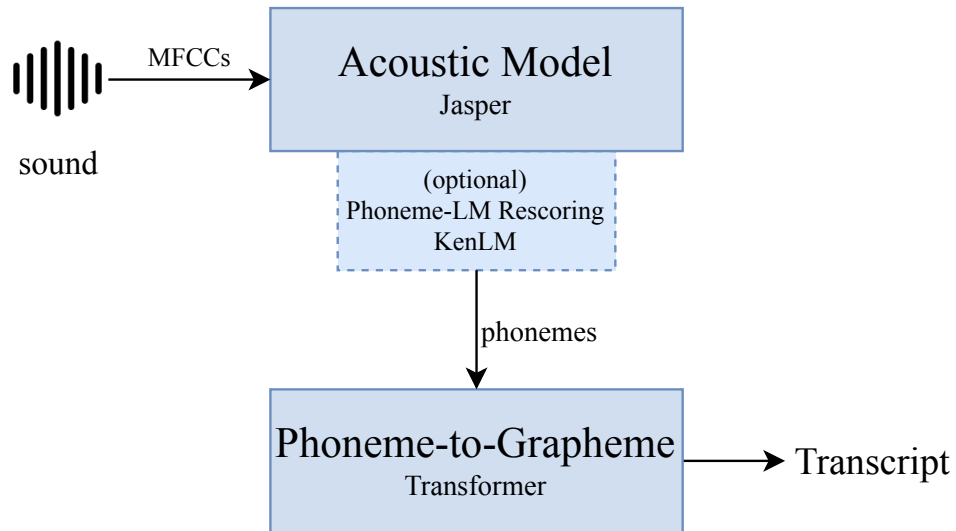 MFCCs
sound
Acoustic Model
Jasper
(optional)
Phoneme-LM Rescoring
KenLM
phonemes
Phoneme-to-Grapheme
Transformer
Transcript